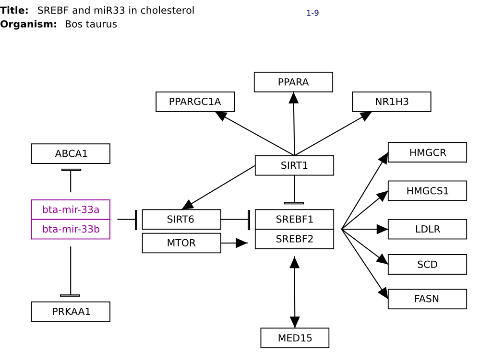 Title: SREBF and miR33 in cholesterol
1-9
Organism: Bos taurus
PPARA
PPARGC1A
NR1H3
ABCA1
HMGCR
SIRT1
HMGCS1
bta-mir-33a
SIRT6
SREBF1
bta-mir-33b
LDLR
MTOR
SREBF2
SCD
FASN
PRKAA1
MED15